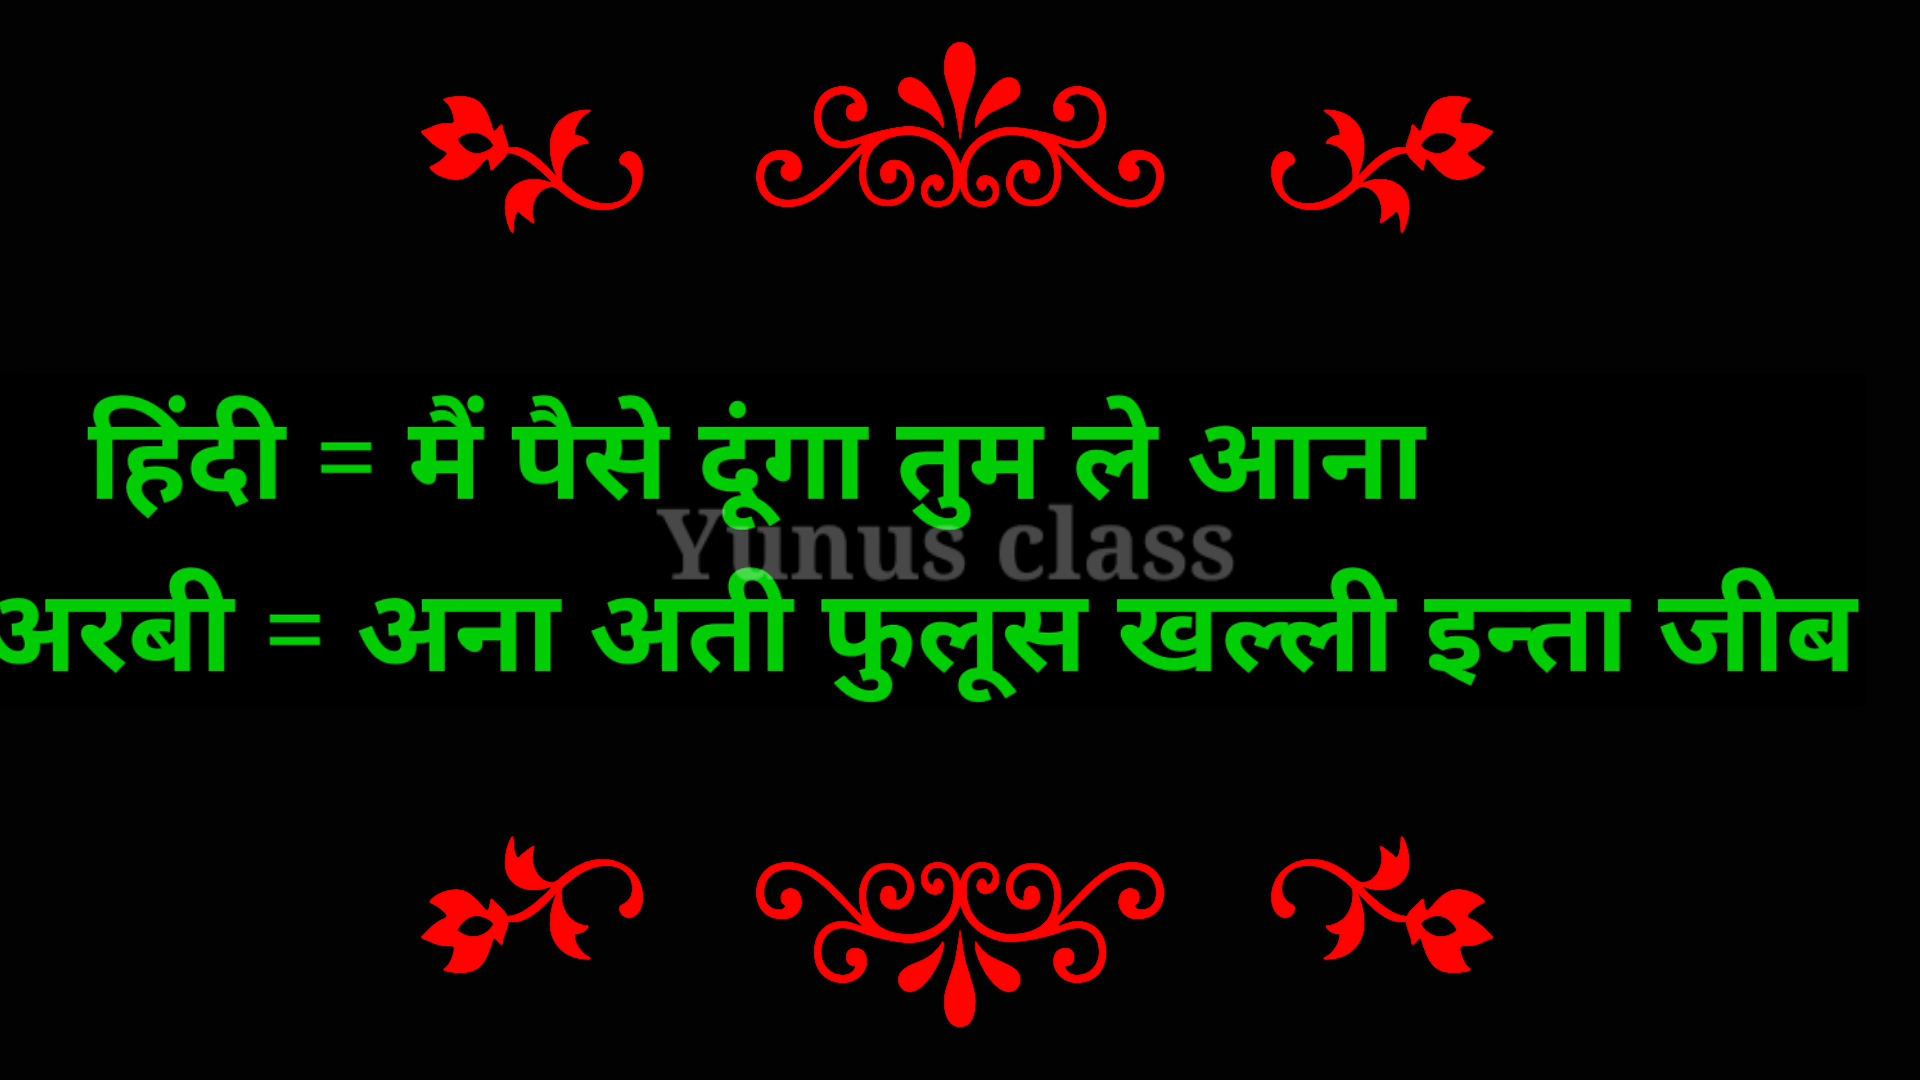 हिंदी = मैं पैसे दूंगा तुम ले आना
Yunus class
अरबी = अना अती फुलूस खल्ली इन्ता जीब